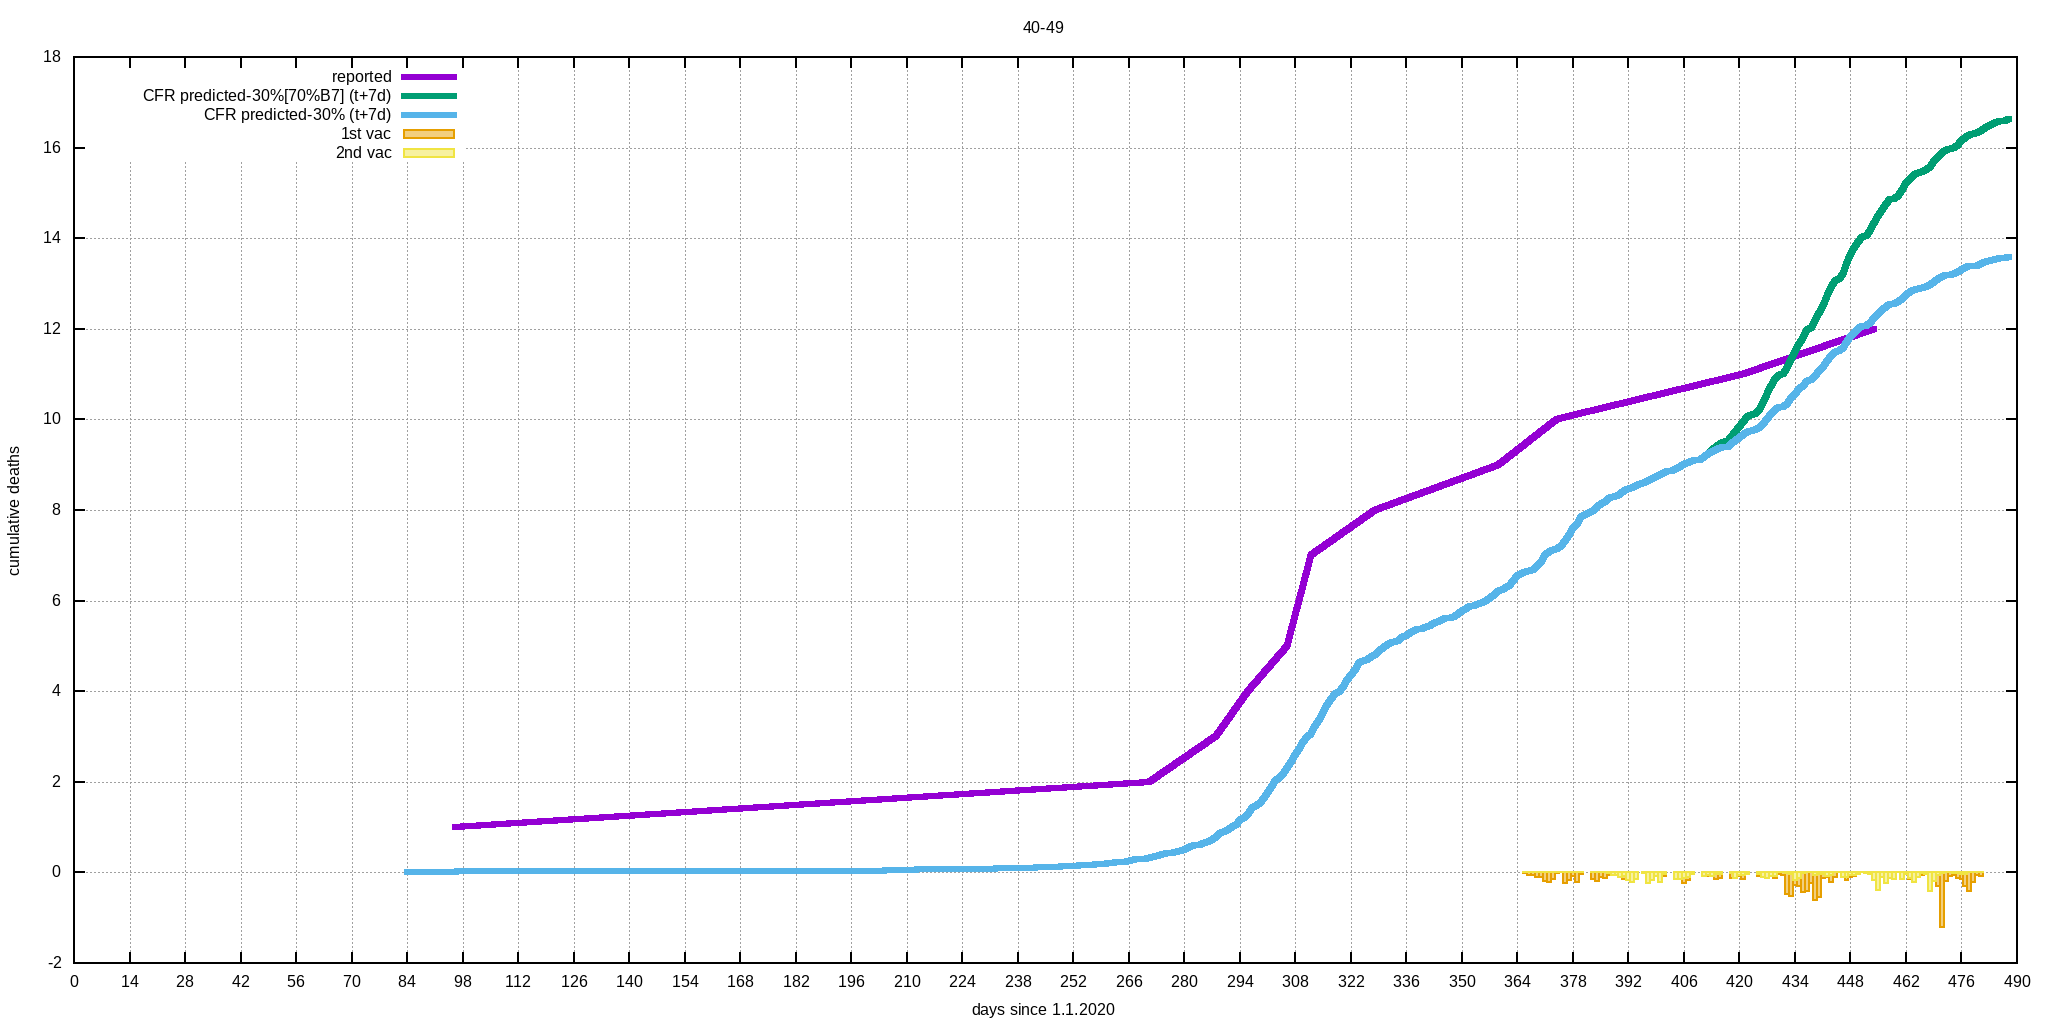 40-49
reported
CFR predicted-30%[70%B7] (t+7d)
CFR predicted-30% (t+7d)
1st vac
2nd vac
18
16
14
12
10
8
6
4
2
0
-2
cumulative deaths
0 14 28 42 56 70 84 98 112 126 140 154 168 182 196 210 224 238 252 266 280 294 308 322 336 350 364 378 392 406 420 434 448 462 476 490
days since 1.1.2020